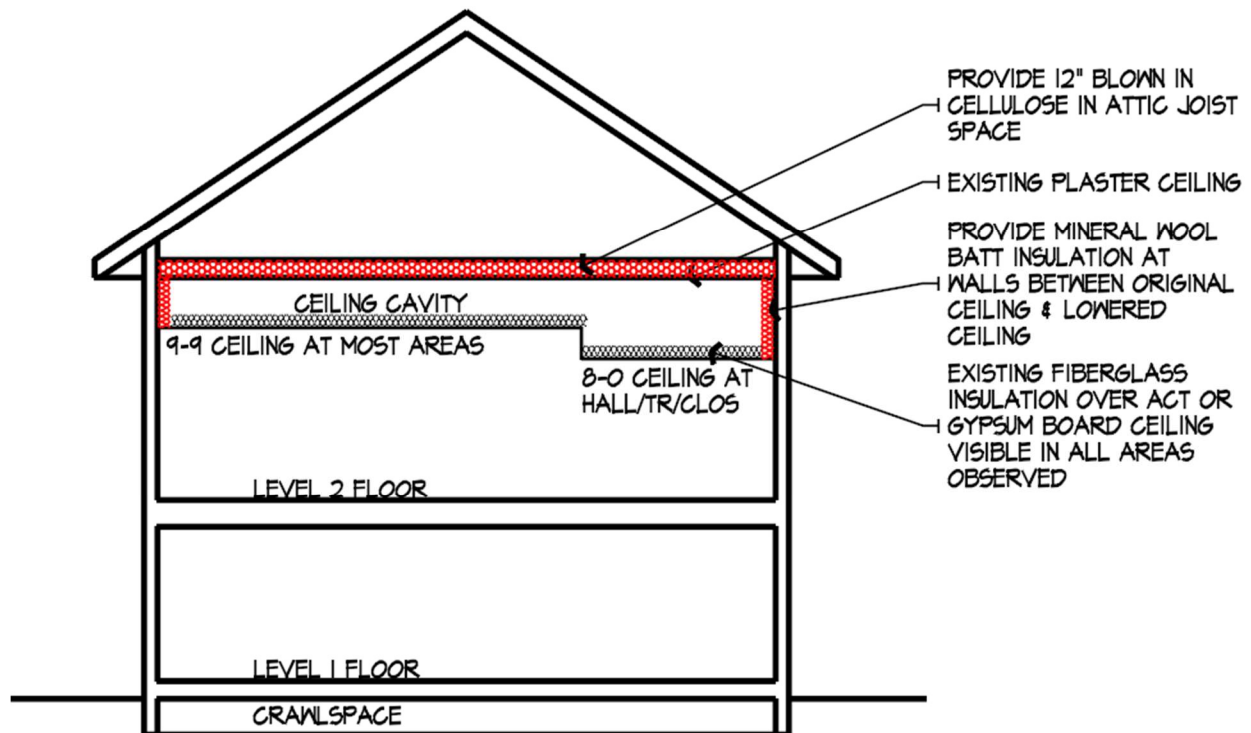 PROVIDE 12" BLOWN IN
CELLULOSE IN ATTIC JOIST
SPACE
EXISTING PLASTER CEILING
PROVIDE MINERAL WOOL
BATT INSULATION AT
WALLS BETWEEN ORIGINAL
CEILING & LOWERED
CEILING
EXISTING FIBERGLASS
INSULATION OVER ACT OR
GYPSUM BOARD CEILING
VISIBLE IN ALL AREAS
OBSERVED
CEILING CAVITY
9-9 CEILING AT MOST AREAS
8-0 CEILING AT
HALL/TR/CLOS
LEVEL 2 FLOOR
LEVEL 1 FLOOR
CRAWLSPACE